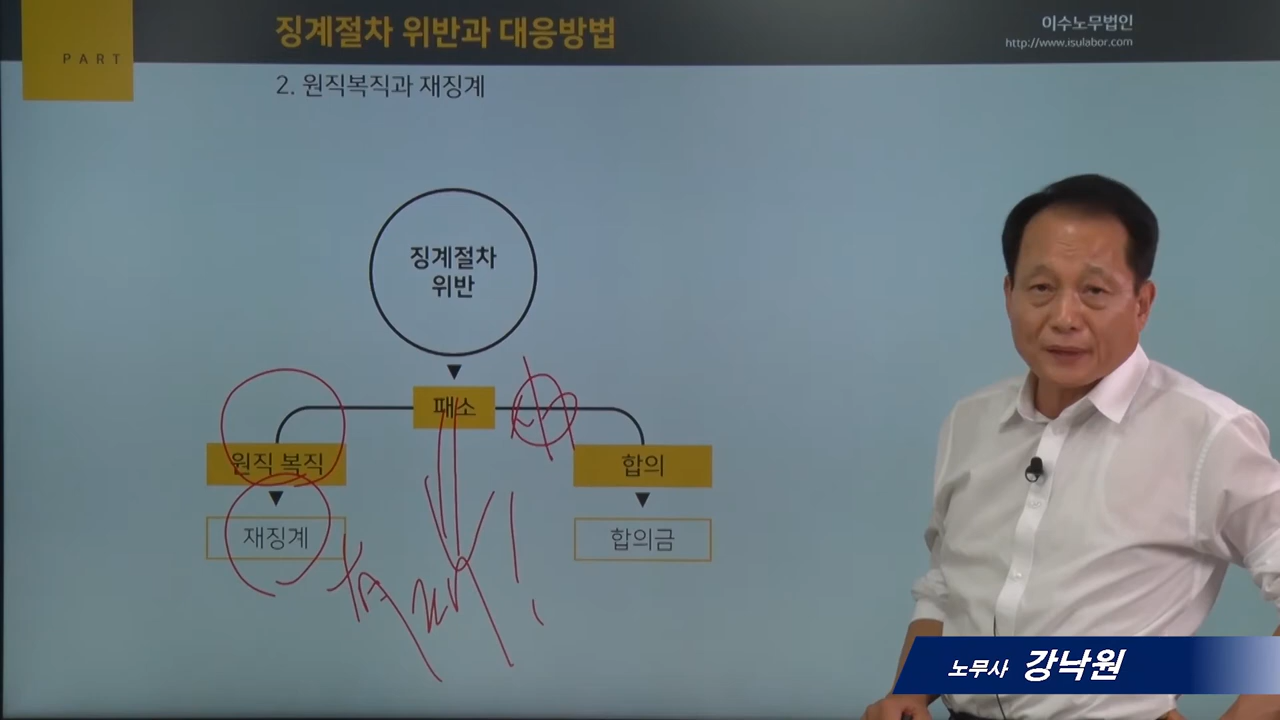 PART
징계절차 위반과 대응방법
이수노무법인
http://www.isulabor.com
2. 원직복직과 재징계
징계절차
위반
패소
원직 복직
합의
재징계
합의금
노무사 강낙원